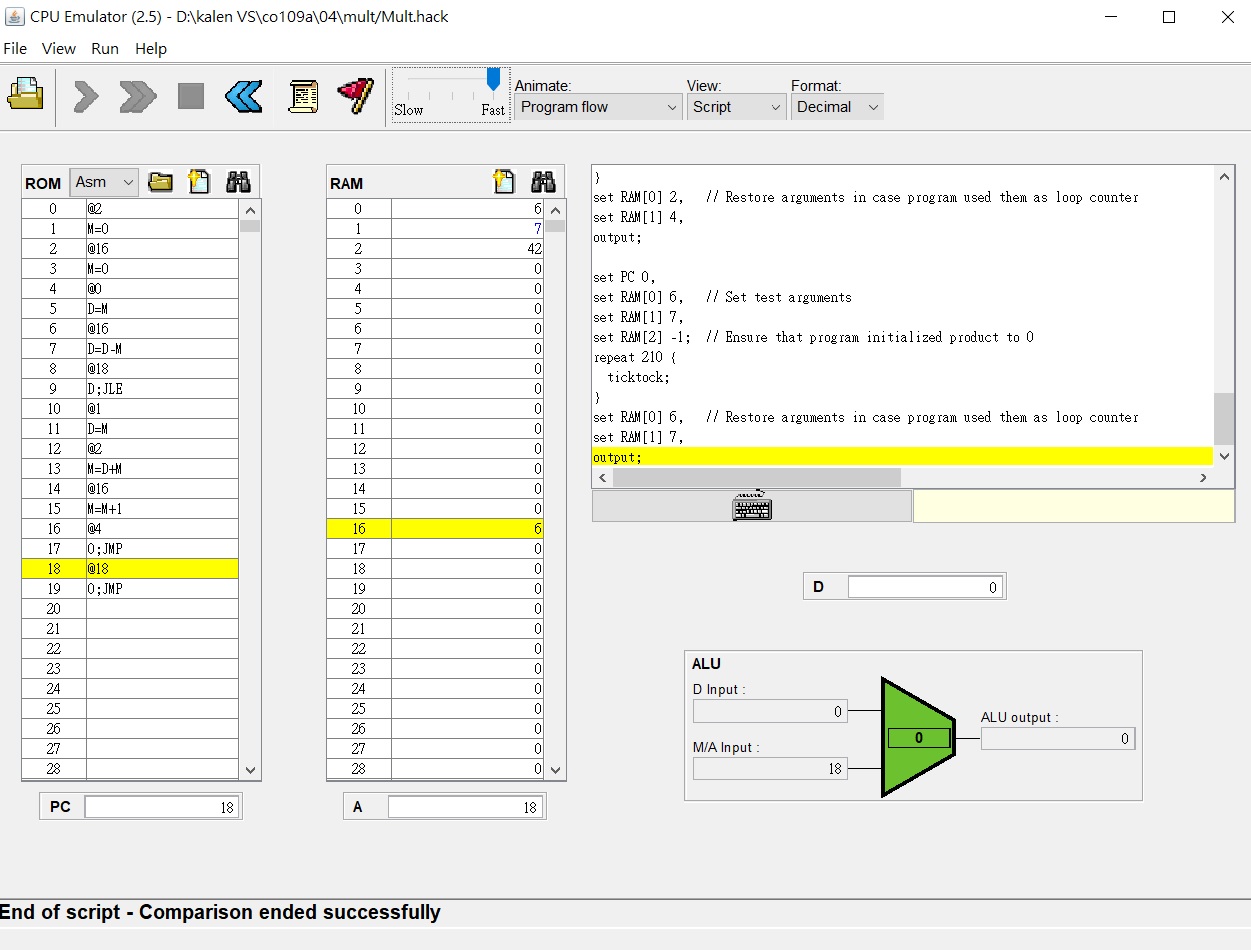 CPU Emulator (2.5) - D:\kalen VS\co109a\04\mult/Mult.hack
File View Run Help
Animate: View: Format:
Slow Fast Program flow Script Decimal
ROM Asm
0 @2
1 M=0
2 @16
3 M=0
4 @0
5 D=M
6 @16
7 D=D-M
8 @18
9 D;JLE
10 @1
11 D=M
12 @2
13 M=D+M
14 @16
15 M=M+1
16 @4
17 0;JMP
18 @18
19 0;JMP
20
21
22
23
24
25
26
27
28
PC 18
RAM
0 6
1 7
2 42
3 0
4 0
5 0
6 0
7 0
8 0
9 0
10 0
11 0
12 0
13 0
14 0
15 0
16 6
17 0
18 0
19 0
20 0
21 0
22 0
23 0
24 0
25 0
26 0
27 0
28 0
A 18
}
set RAM[0] 2,   // Restore arguments in case program used them as loop counter
set RAM[1] 4,
output;
set PC 0,
set RAM[0] 6,   // Set test arguments
set RAM[1] 7,
set RAM[2] -1;  // Ensure that program initialized product to 0
repeat 210 {
  ticktock;
}
set RAM[0] 6,   // Restore arguments in case program used them as loop counter
set RAM[1] 7,
output;
D 0
ALU
D Input :
0
M/A Input :
18
0
ALU output :
0
End of script - Comparison ended successfully